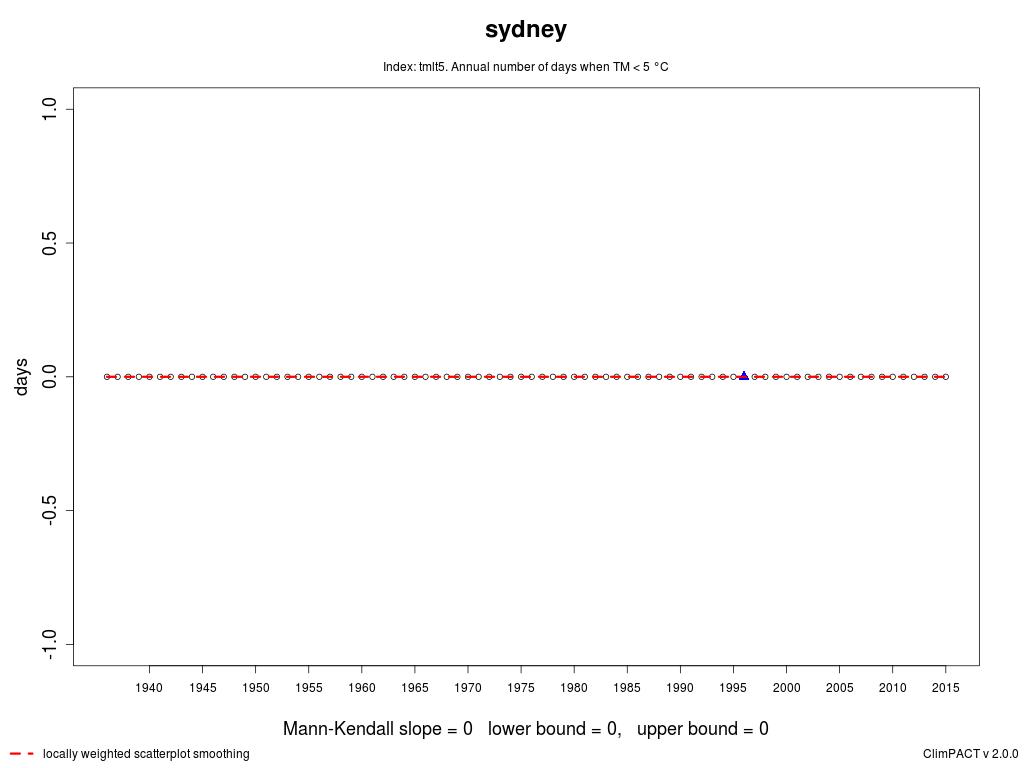 sydney
Index: tmlt5. Annual number of days when TM < 5 °C
1.0
0.5
0.0
-0.5
-1.0
days
1940 1945 1950 1955 1960 1965 1970 1975 1980 1985 1990 1995 2000 2005 2010 2015
Mann-Kendall slope = 0 lower bound = 0, upper bound = 0
locally weighted scatterplot smoothing
ClimPACT v 2.0.0